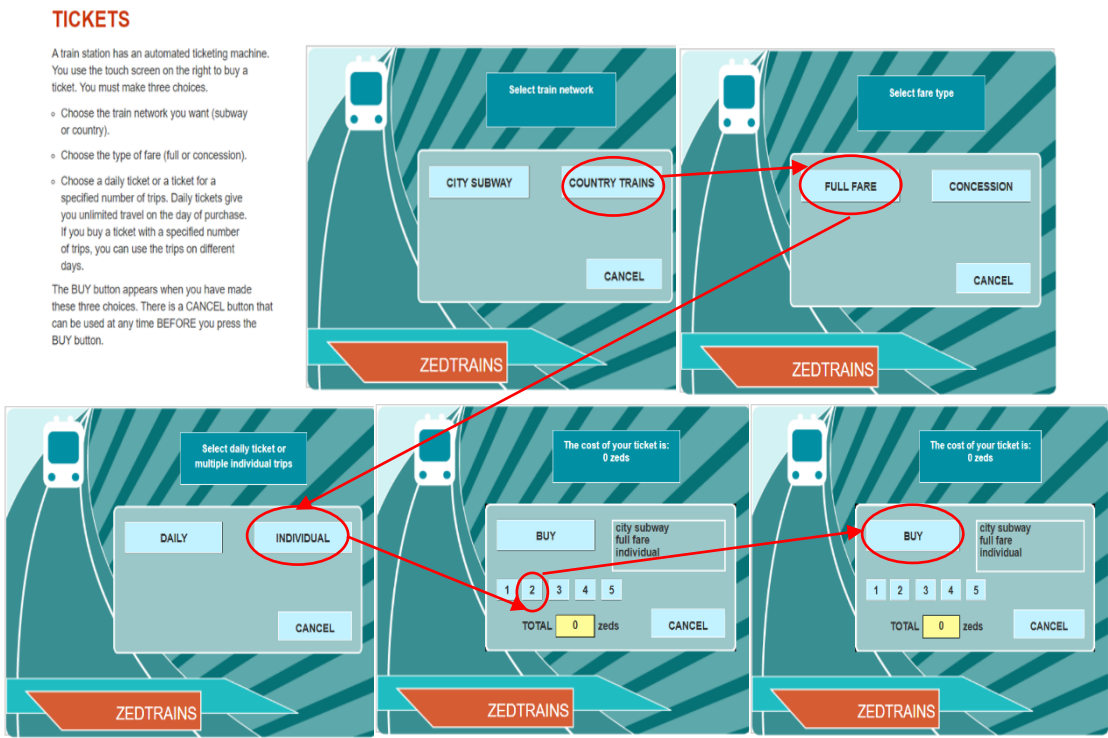 TICKETS
A train station has an automated ticketing machine.
You use the touch screen on the right to buy a
ticket. You must make three choices.
Choose the train network you want (subway
or country).
Choose the type of fare (full or concession).
Choose a daily ticket or a ticket for a
specified number of trips. Daily tickets give
you unlimited travel on the day of purchase.
If you buy a ticket with a specified number
of trips, you can use the trips on different
days.
The BUY button appears when you have made
these three choices. There is a CANCEL button that
can be used at any time BEFORE you press the
BUY button.
Select train network
CITY SUBWAY
COUNTRY TRAINS
CANCEL
ZEDTRAINS
Select fare type
FULL FARE
CONCESSION
CANCEL
ZEDTRAINS
Select daily ticket or
multiple individual trips
DAILY
INDIVIDUAL
CANCEL
ZEDTRAINS
The cost of your ticket is:
0 zeds
BUY
city subway
full fare
individual
1 2 3 4 5
TOTAL 0 zeds
CANCEL
ZEDTRAINS
The cost of your ticket is:
0 zeds
BUY
city subway
full fare
individual
1 2 3 4 5
TOTAL 0 zeds
CANCEL
ZEDTRAINS